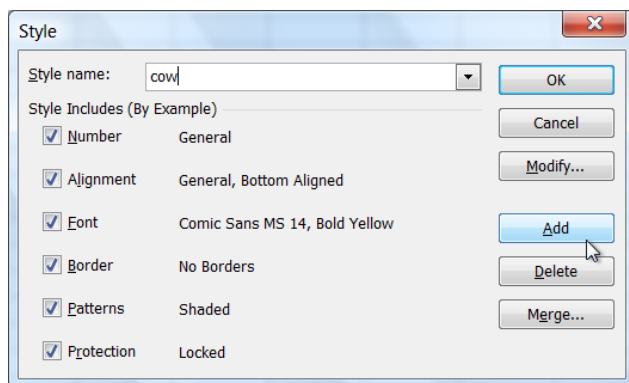 Style
Style name: cow OK
Style Includes (By Example) Cancel
Number General
Modify...
Alignment General, Bottom Aligned
Font Comic Sans MS 14, Bold Yellow Add
Border No Borders Delete
Patterns Shaded Merge...
Protection Locked